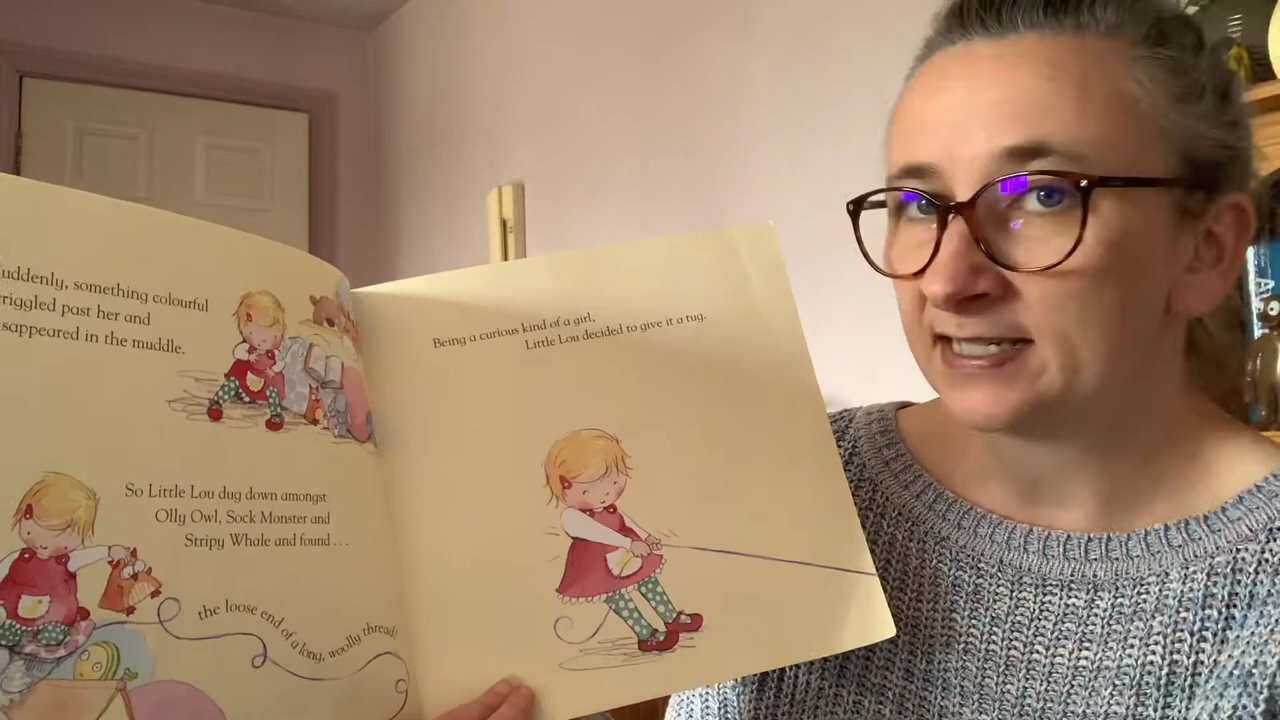 uddenly, something colourful
riggled past her and
sappeared in the muddle.
So Little Lou dug down amongst
Olly Owl, Sock Monster and
Stripy Whale and found . . .
the loose end of a long, woolly thread!
Being a curious kind of a girl,
Little Lou decided to give it a tug.